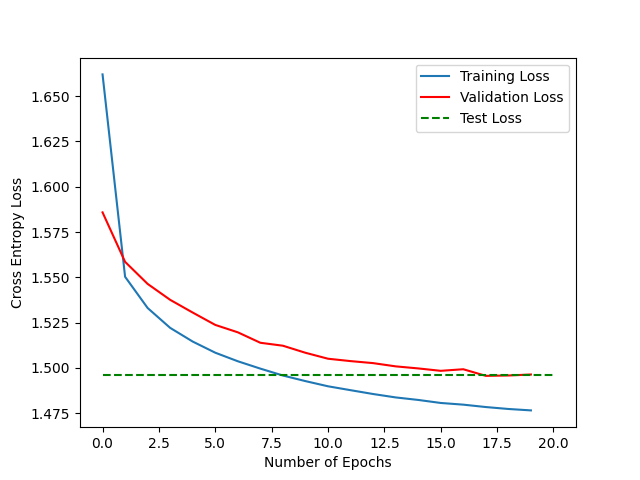 Training Loss
Validation Loss
Test Loss
1.650
1.625
1.600
1.575
1.550
1.525
1.500
1.475
Cross Entropy Loss
0.0 2.5 5.0 7.5 10.0 12.5 15.0 17.5 20.0
Number of Epochs